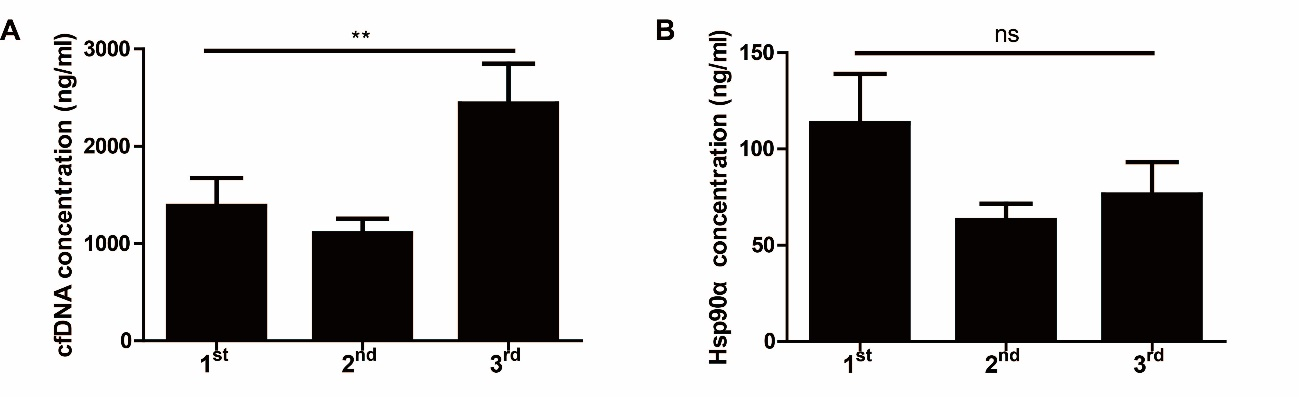 A
cfDNA concentration (ng/ml)
3000
2000
1000
0
**
1st
2nd
3rd
B
Hsp90α concentration (ng/ml)
150
100
50
0
ns
1st
2nd
3rd